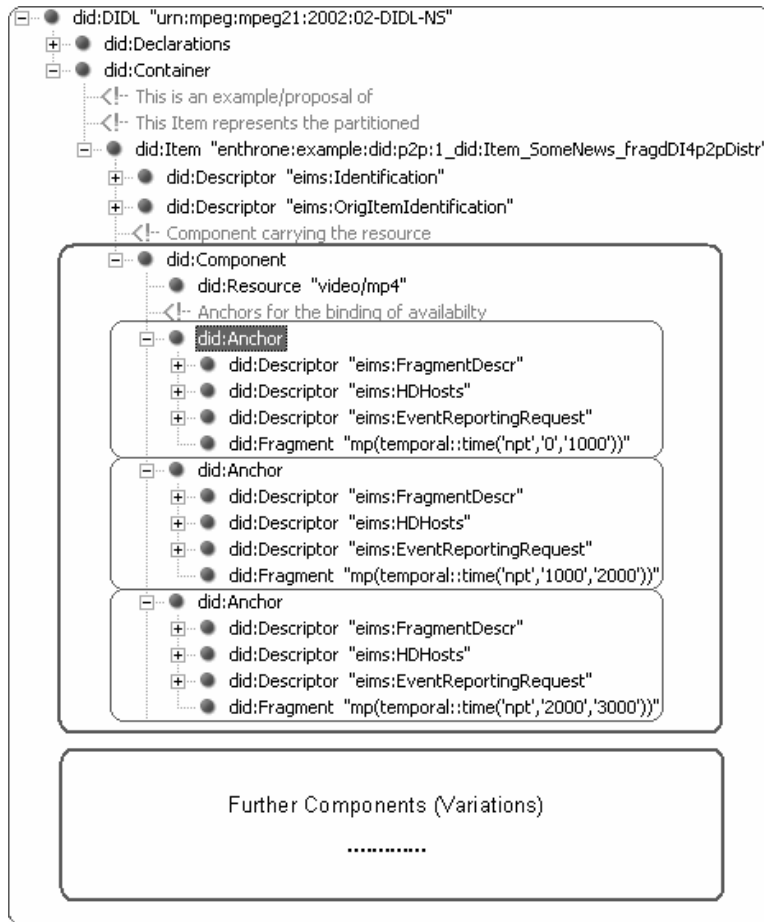 did:DIDL "urn:mpeg:mpeg21:2002:02-DIDL-NS"
did:Declarations
did:Container
<!-- This is an example/proposal of
<!-- This Item represents the partitioned
did:Item "enthrone:example:did:p2p:1_did:Item_SomeNews_fragdDI4p2pDistr"
did:Descriptor "eims:Identification"
did:Descriptor "eims:OrigItemIdentification"
<!-- Component carrying the resource
did:Component
did:Resource "video/mp4"
<!-- Anchors for the binding of availabilty
did:Anchor
did:Descriptor "eims:FragmentDescr"
did:Descriptor "eims:HDHosts"
did:Descriptor "eims:EventReportingRequest"
did:Fragment "mp(temporal::time('npt','0','1000'))"
did:Anchor
did:Descriptor "eims:FragmentDescr"
did:Descriptor "eims:HDHosts"
did:Descriptor "eims:EventReportingRequest"
did:Fragment "mp(temporal::time('npt','1000','2000'))"
did:Anchor
did:Descriptor "eims:FragmentDescr"
did:Descriptor "eims:HDHosts"
did:Descriptor "eims:EventReportingRequest"
did:Fragment "mp(temporal::time('npt','2000','3000'))"
Further Components (Variations)
.............